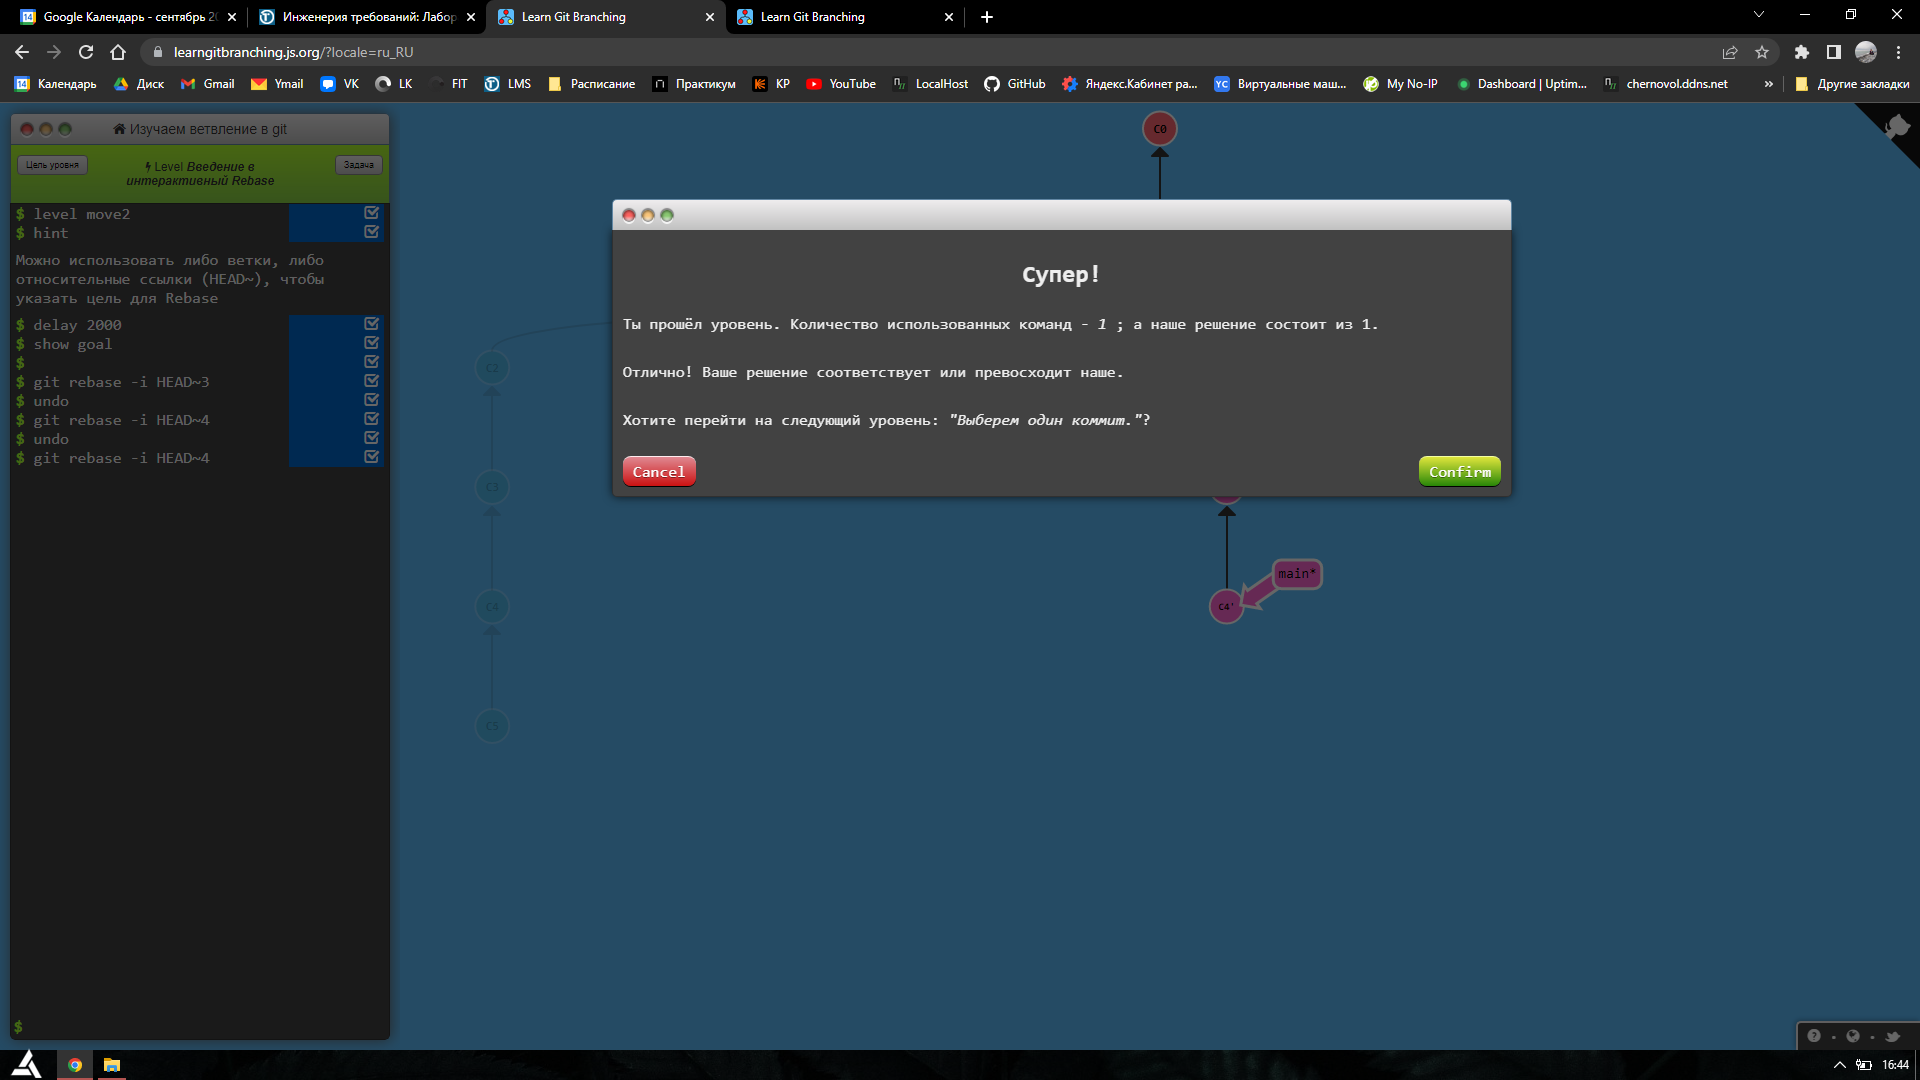 Google Календарь - сентябрь 20
Инженерия требований: Лабор
Learn Git Branching
Learn Git Branching
learngitbranching.js.org/?locale=ru_RU
Календарь
Диск
Gmail
Ymail
VK
LK
FIT
LMS
Расписание
Практикум
KP
YouTube
LocalHost
GitHub
Яндекс.Кабинет ра...
Виртуальные маш...
My No-IP
Dashboard | Uptim...
chernovol.ddns.net
»
Другие закладки
Изучаем ветвление в git
Цель уровня
Level Введение в
интерактивный Rebase
Задача
$ level move2
$ hint
Можно использовать либо ветки, либо
относительные ссылки (HEAD~), чтобы
указать цель для Rebase
$ delay 2000
$ show goal
$
$ git rebase -i HEAD~3
$ undo
$ git rebase -i HEAD~4
$ undo
$ git rebase -i HEAD~4
$
C0
Супер!
Ты прошёл уровень. Количество использованных команд - 1 ; а наше решение состоит из 1.
Отлично! Ваше решение соответствует или превосходит наше.
Хотите перейти на следующий уровень: "Выберем один коммит."?
Cancel
Confirm
C2
C3
C4
C5
main*
C4'
16:44